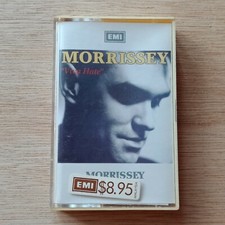 EMI
MORRISSEY
"Viva Hate"
MORRISSEY
EMI $8.95